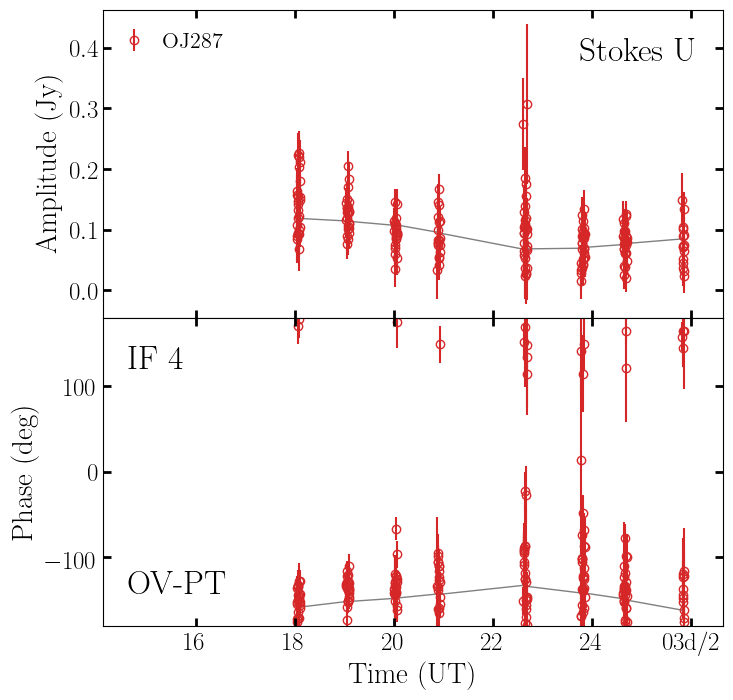 OJ287
Stokes U
Amplitude (Jy)
0.4
0.3
0.2
0.1
0.0
IF 4
Phase (deg)
100
0
−100
OV-PT
16 18 20 22 24 03d/2
Time (UT)